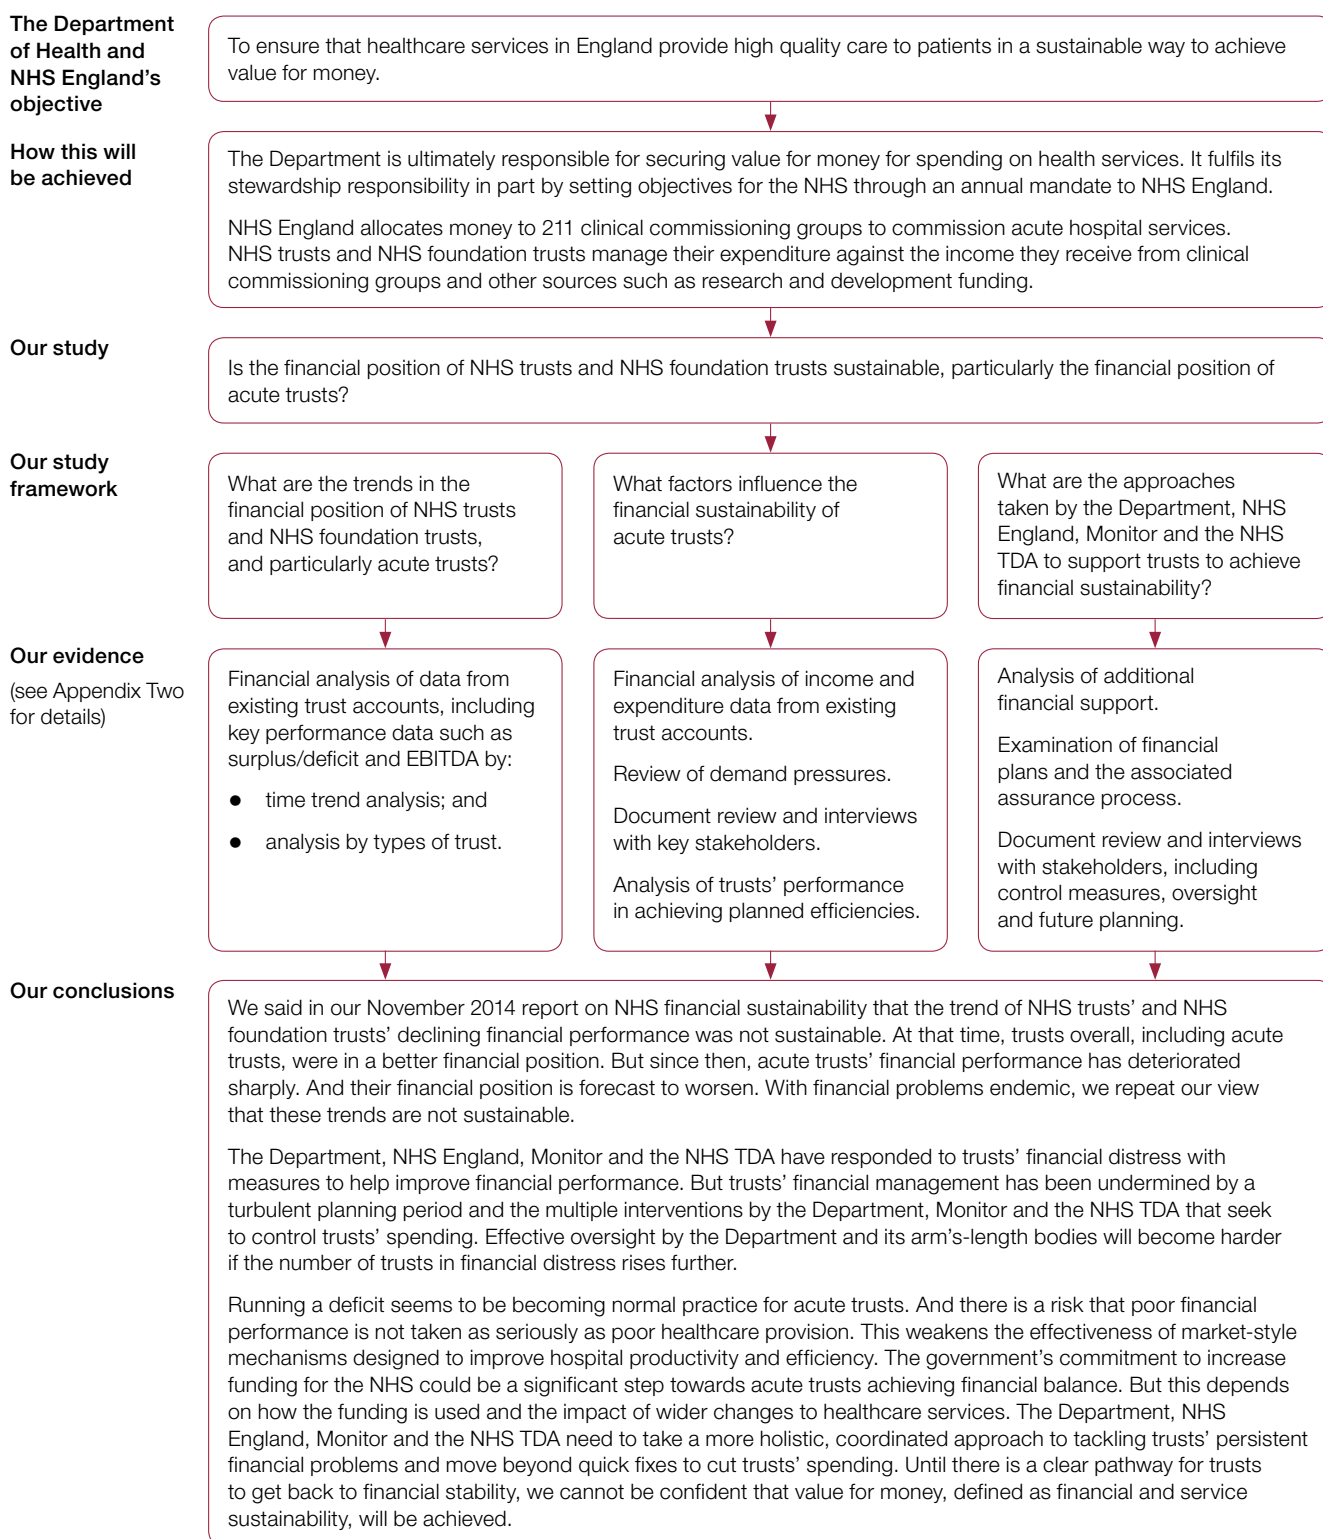 The Department
of Health and
NHS England's
objective
To ensure that healthcare services in England provide high quality care to patients in a sustainable way to achieve
value for money.
How this will
be achieved
The Department is ultimately responsible for securing value for money for spending on health services. It fulfils its
stewardship responsibility in part by setting objectives for the NHS through an annual mandate to NHS England.
NHS England allocates money to 211 clinical commissioning groups to commission acute hospital services.
NHS trusts and NHS foundation trusts manage their expenditure against the income they receive from clinical
commissioning groups and other sources such as research and development funding.
Our study
Is the financial position of NHS trusts and NHS foundation trusts sustainable, particularly the financial position of
acute trusts?
Our study
framework
What are the trends in the
financial position of NHS trusts
and NHS foundation trusts,
and particularly acute trusts?
What factors influence the
financial sustainability of
acute trusts?
What are the approaches
taken by the Department, NHS
England, Monitor and the NHS
TDA to support trusts to achieve
financial sustainability?
Our evidence
(see Appendix Two
for details)
Financial analysis of data from
existing trust accounts, including
key performance data such as
surplus/deficit and EBITDA by:
● time trend analysis; and
● analysis by types of trust.
Financial analysis of income and
expenditure data from existing
trust accounts.
Review of demand pressures.
Document review and interviews
with key stakeholders.
Analysis of trusts' performance
in achieving planned efficiencies.
Analysis of additional
financial support.
Examination of financial
plans and the associated
assurance process.
Document review and interviews
with stakeholders, including
control measures, oversight
and future planning.
Our conclusions
We said in our November 2014 report on NHS financial sustainability that the trend of NHS trusts' and NHS
foundation trusts' declining financial performance was not sustainable. At that time, trusts overall, including acute
trusts, were in a better financial position. But since then, acute trusts' financial performance has deteriorated
sharply. And their financial position is forecast to worsen. With financial problems endemic, we repeat our view
that these trends are not sustainable.
The Department, NHS England, Monitor and the NHS TDA have responded to trusts' financial distress with
measures to help improve financial performance. But trusts' financial management has been undermined by a
turbulent planning period and the multiple interventions by the Department, Monitor and the NHS TDA that seek
to control trusts' spending. Effective oversight by the Department and its arm's-length bodies will become harder
if the number of trusts in financial distress rises further.
Running a deficit seems to be becoming normal practice for acute trusts. And there is a risk that poor financial
performance is not taken as seriously as poor healthcare provision. This weakens the effectiveness of market-style
mechanisms designed to improve hospital productivity and efficiency. The government's commitment to increase
funding for the NHS could be a significant step towards acute trusts achieving financial balance. But this depends
on how the funding is used and the impact of wider changes to healthcare services. The Department, NHS
England, Monitor and the NHS TDA need to take a more holistic, coordinated approach to tackling trusts' persistent
financial problems and move beyond quick fixes to cut trusts' spending. Until there is a clear pathway for trusts
to get back to financial stability, we cannot be confident that value for money, defined as financial and service
sustainability, will be achieved.